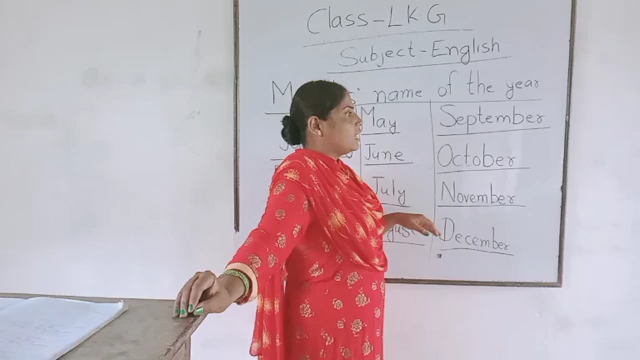 Class-LKG
Subject-English
name of the year
May September
June October
July November
December